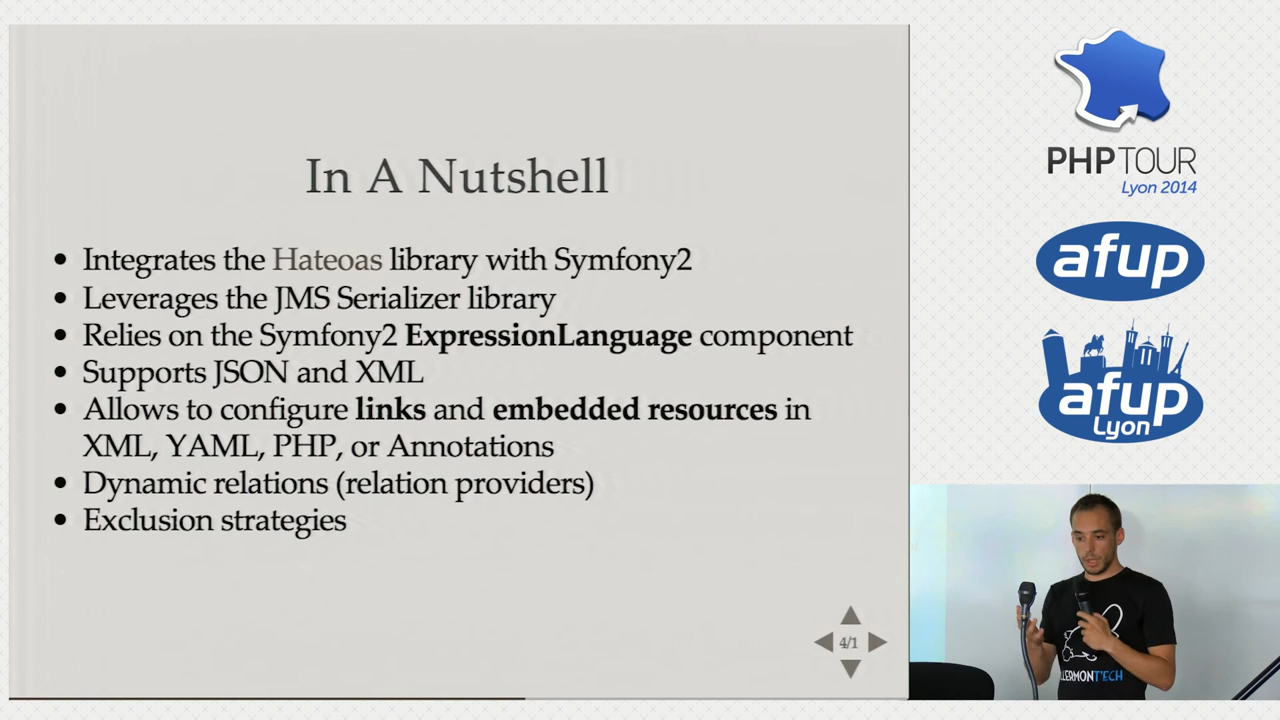 In A Nutshell
• Integrates the Hateoas library with Symfony2
• Leverages the JMS Serializer library
• Relies on the Symfony2 ExpressionLanguage component
• Supports JSON and XML
• Allows to configure links and embedded resources in
XML, YAML, PHP, or Annotations
• Dynamic relations (relation providers)
• Exclusion strategies
4/1
PHP TOUR
Lyon 2014
afup
afup
Lyon
LERMONT'ECH